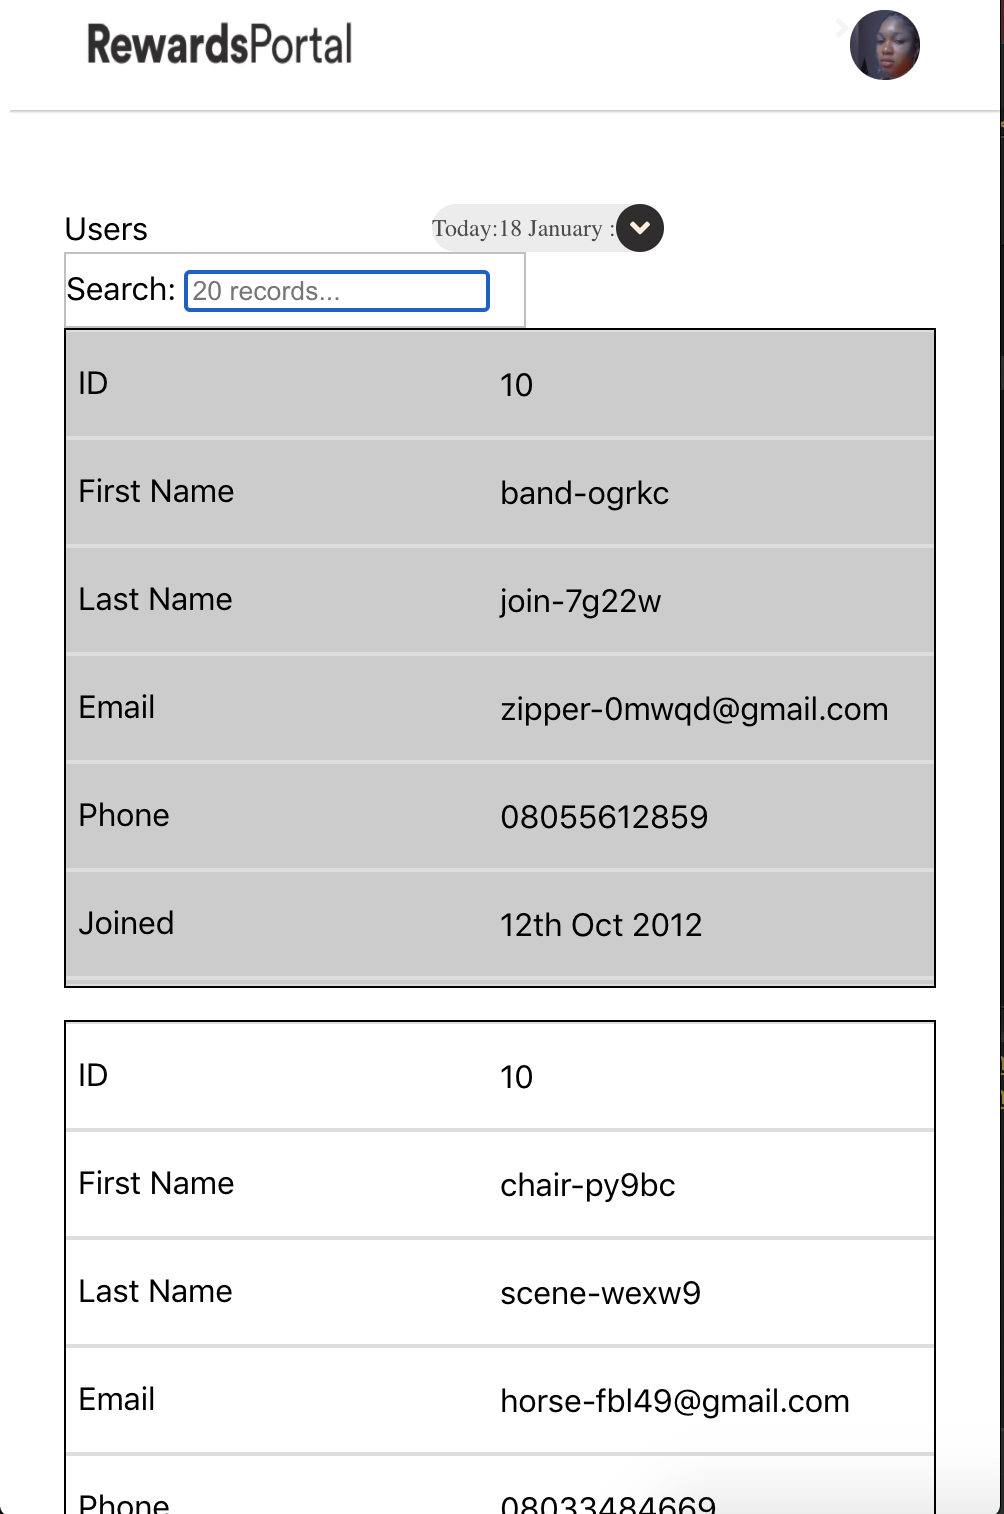 RewardsPortal
Users
Today:18 January :
Search: 20 records...
ID 10
First Name band-ogrkc
Last Name join-7g22w
Email zipper-0mwqd@gmail.com
Phone 08055612859
Joined 12th Oct 2012
ID 10
First Name chair-py9bc
Last Name scene-wexw9
Email horse-fbl49@gmail.com
Phone 08033484669